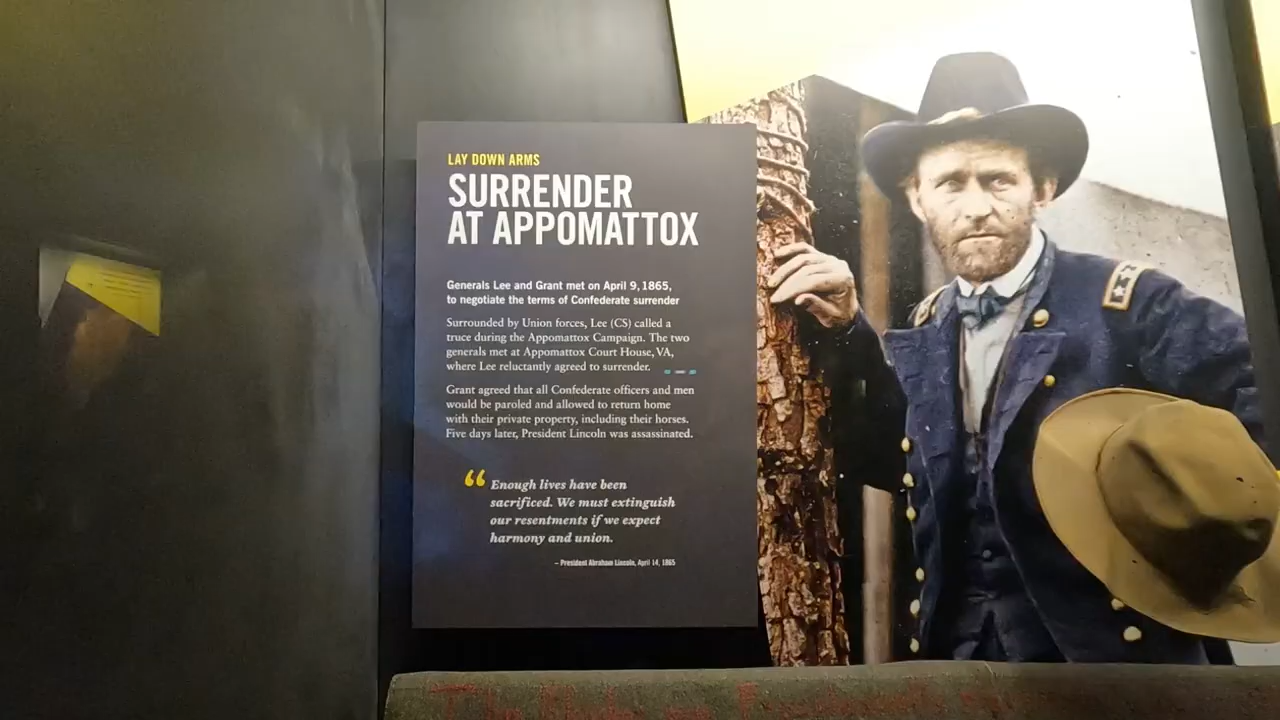 LAY DOWN ARMS
SURRENDER
AT APPOMATTOX
Generals Lee and Grant met on April 9, 1865,
to negotiate the terms of Confederate surrender
Surrounded by Union forces, Lee (CS) called a
truce during the Appomattox Campaign. The two
generals met at Appomattox Court House, VA,
where Lee reluctantly agreed to surrender.
Grant agreed that all Confederate officers and men
would be paroled and allowed to return home
with their private property, including their horses.
Five days later, President Lincoln was assassinated.
“Enough lives have been
sacrificed. We must extinguish
our resentments if we expect
harmony and union.
– President Abraham Lincoln, April 14, 1865